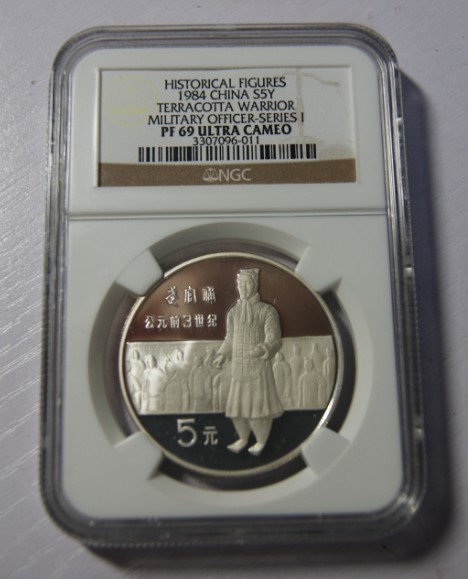 HISTORICAL FIGURES
1984 CHINA S5Y
TERRACOTTA WARRIOR
MILITARY OFFICER-SERIES I
PF 69 ULTRA CAMEO
3307096-011
NGC
公元前3世纪
5元